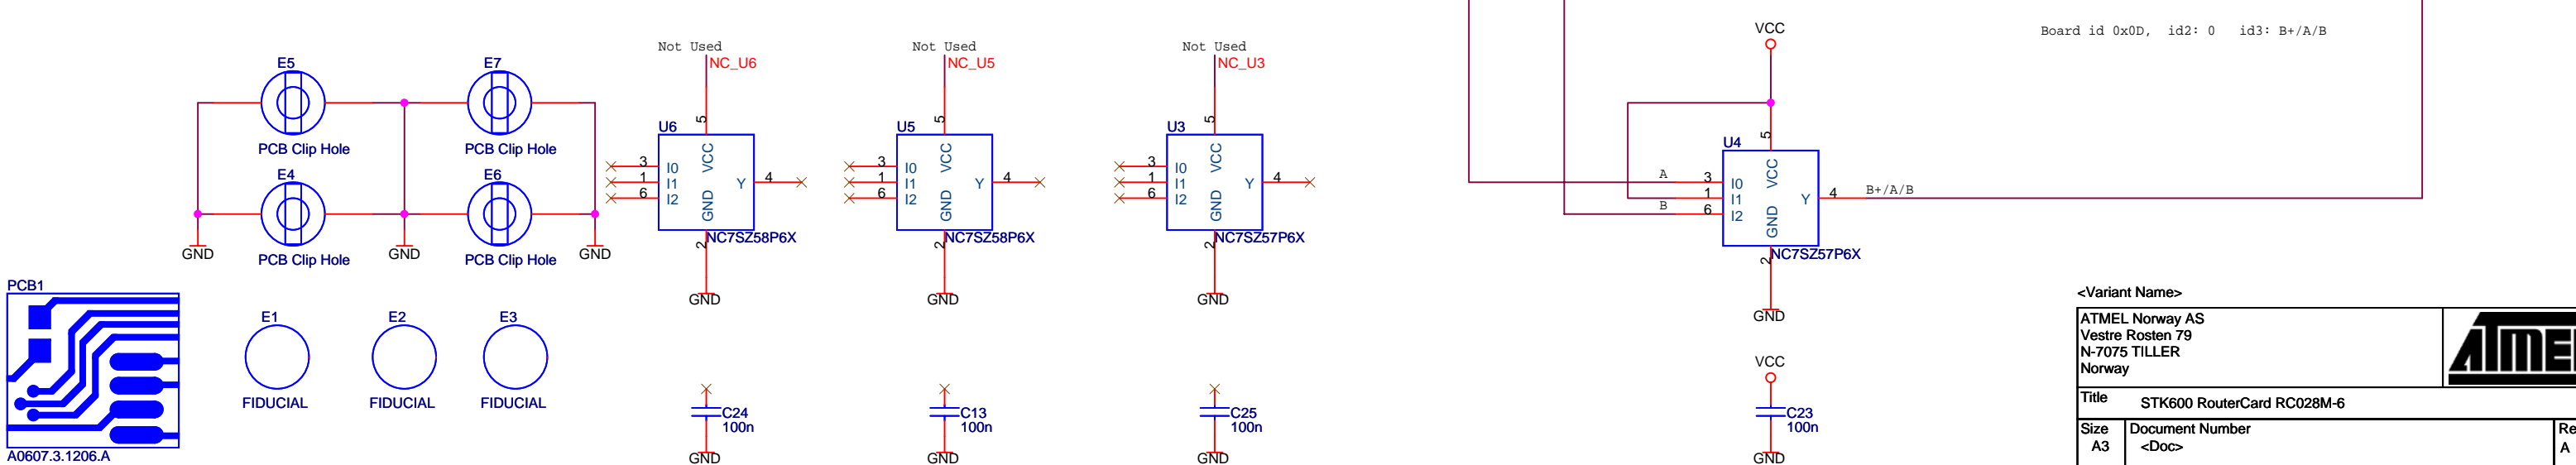 Board id 0x0D,  id2: 0   id3: B+/A/B
VCC
Not Used
NC_U6
Not Used
NC_U5
Not Used
NC_U3
E5
E7
PCB Clip Hole
PCB Clip Hole
E4
E6
PCB Clip Hole
PCB Clip Hole
GND
GND
GND
U6
5
VCC
3
I0
1
I1
6
I2
Y
4
GND
2
NC7SZ58P6X
GND
U5
5
VCC
3
I0
1
I1
6
I2
Y
4
GND
2
NC7SZ58P6X
GND
U3
5
VCC
3
I0
1
I1
6
I2
Y
4
GND
2
NC7SZ57P6X
GND
U4
5
VCC
A
3
I0
1
I1
B
6
I2
Y
4
B+/A/B
GND
2
NC7SZ57P6X
GND
PCB1
A0607.3.1206.A
E1
E2
E3
FIDUCIAL
FIDUCIAL
FIDUCIAL
C24
100n
GND
C13
100n
GND
C25
100n
GND
VCC
C23
100n
GND
<Variant Name>
ATMEL Norway AS
Vestre Rosten 79
N-7075 TILLER
Norway
ATMEL
Title
STK600 RouterCard RC028M-6
Size
A3
Document Number
<Doc>
Re
A